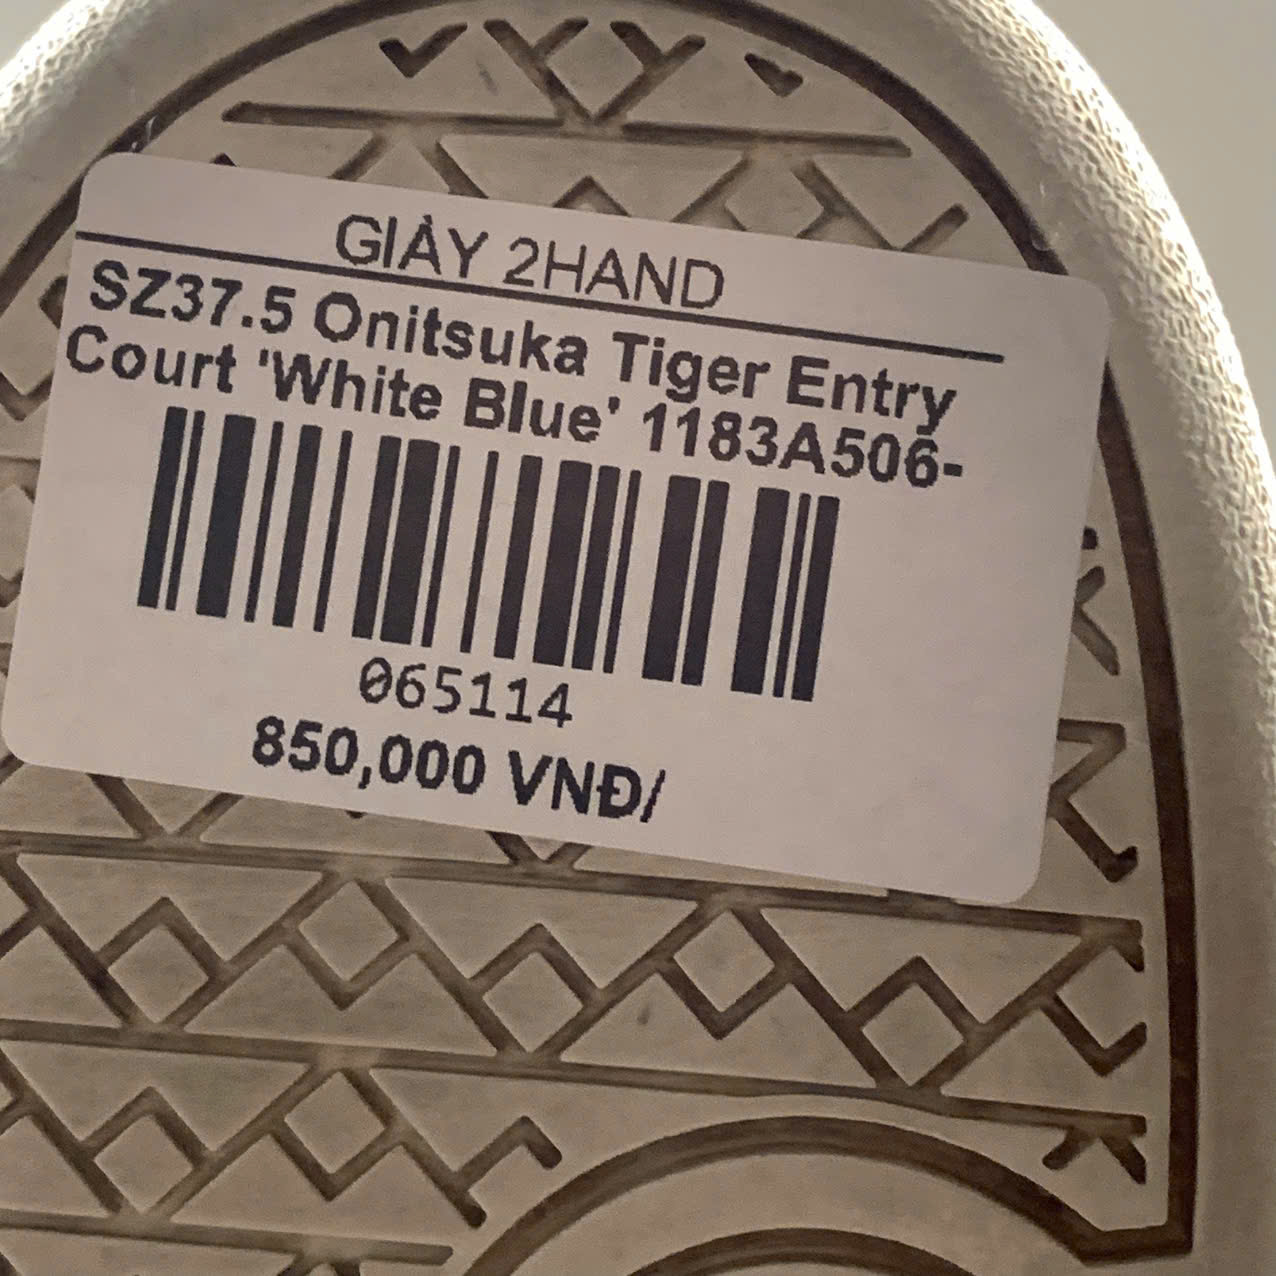 GIÀY 2HAND
SZ37.5 Onitsuka Tiger Entry
Court 'White Blue' 1183A506-
065114
850,000 VNĐ/